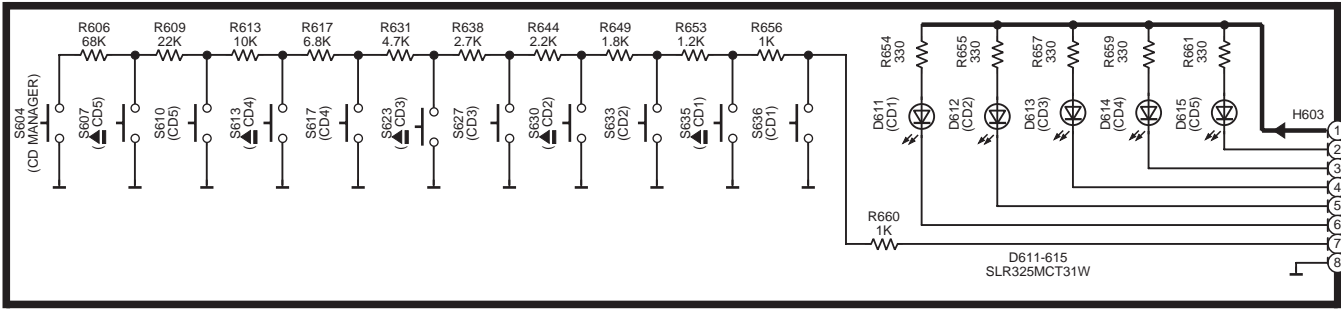 R606
68K
R609
22K
R613
10K
R617
6.8K
R631
4.7K
R638
2.7K
R644
2.2K
R649
1.8K
R653
1.2K
R656
1K
S604
(CD MANAGER)
S607
(⏏ CD5)
S610
(CD5)
S613
(⏏ CD4)
S617
(CD4)
S623
(⏏ CD3)
S627
(CD3)
S630
(⏏ CD2)
S633
(CD2)
S635
(⏏ CD1)
S636
(CD1)
R654
330
R655
330
R657
330
R659
330
R661
330
D611
(CD1)
D612
(CD2)
D613
(CD3)
D614
(CD4)
D615
(CD5)
H603
1
2
3
4
5
6
7
8
R660
1K
D611-615
SLR325MCT31W